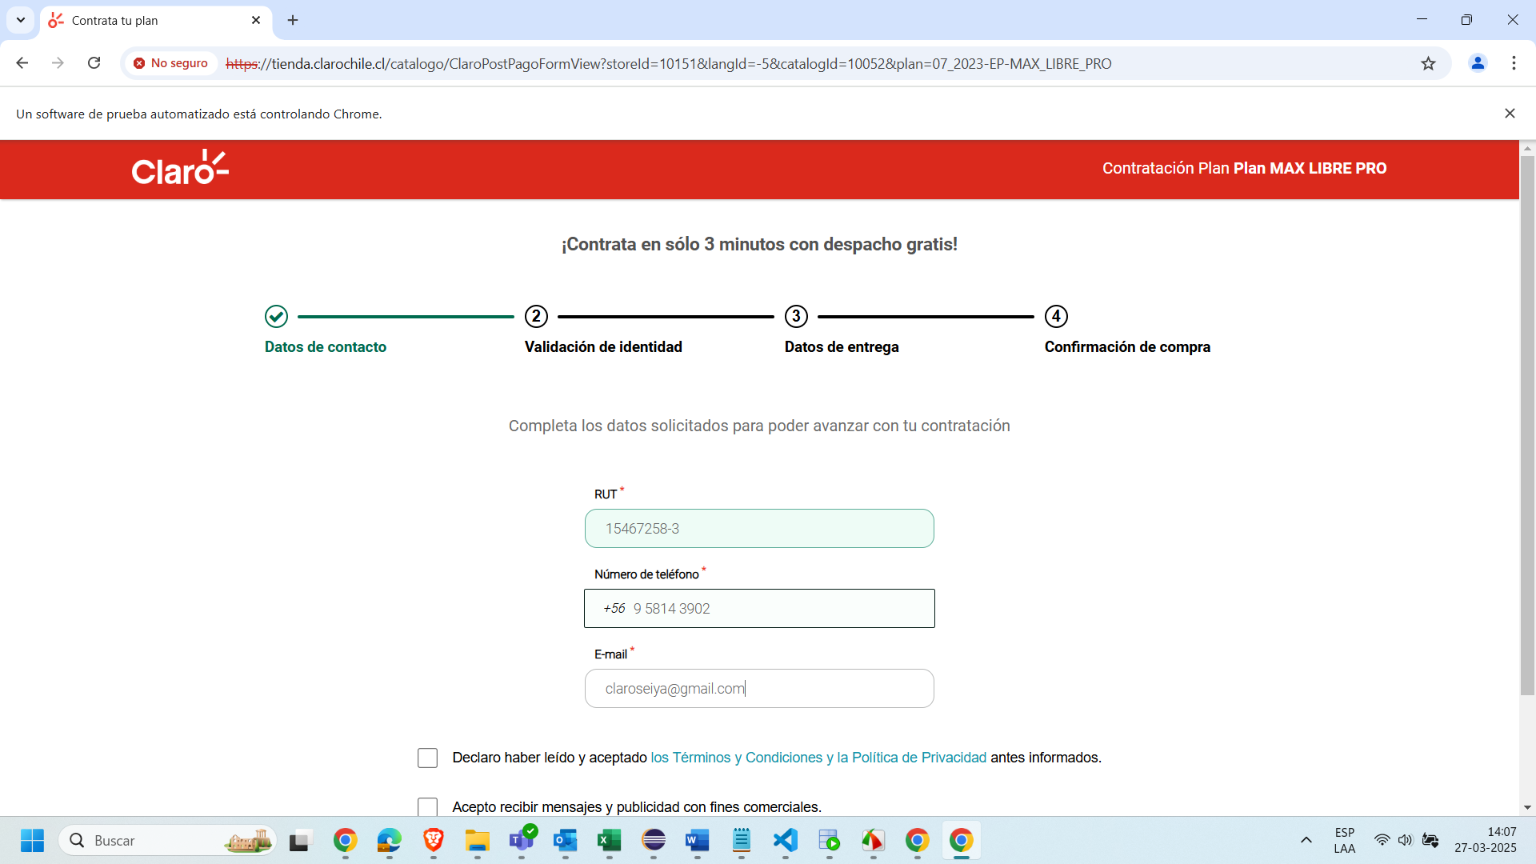 Contrata tu plan
No seguro
https://tienda.clarochile.cl/catalogo/ClaroPostPagoFormView?storeId=10151&langId=-5&catalogId=10052&plan=07_2023-EP-MAX_LIBRE_PRO
Un software de prueba automatizado está controlando Chrome.
Claro
Contratación Plan Plan MAX LIBRE PRO
¡Contrata en sólo 3 minutos con despacho gratis!
2 3 4
Datos de contacto Validación de identidad Datos de entrega Confirmación de compra
Completa los datos solicitados para poder avanzar con tu contratación
RUT *
15467258-3
Número de teléfono *
+56 9 5814 3902
E-mail *
claroseiya@gmail.com
Declaro haber leído y aceptado los Términos y Condiciones y la Política de Privacidad antes informados.
Acepto recibir mensajes y publicidad con fines comerciales.
Buscar
ESP
LAA
14:07
27-03-2025